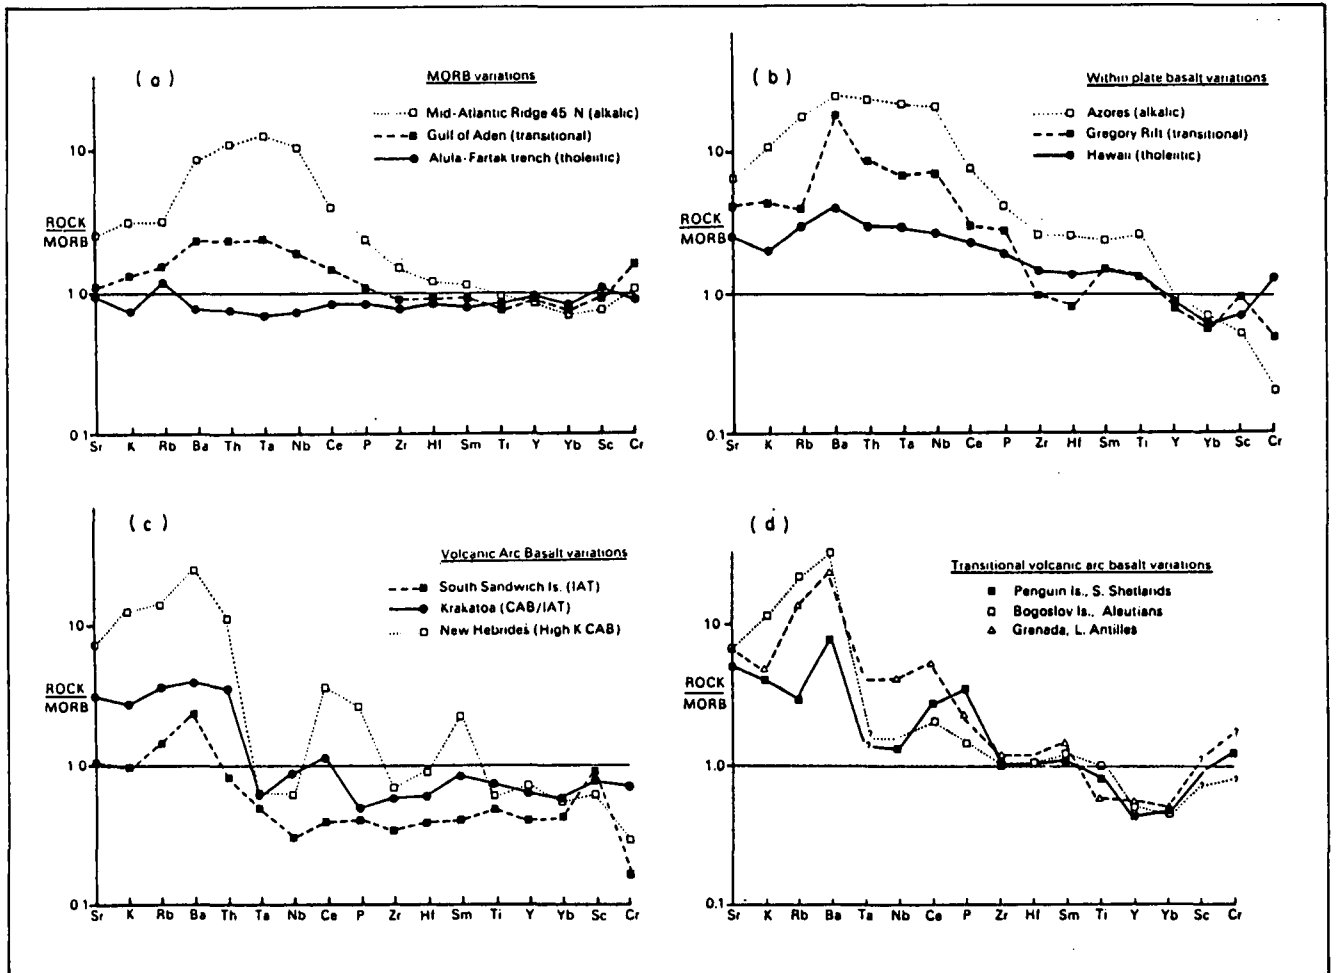 (a)
MORB variations
Mid-Atlantic Ridge 45 N (alkalic)
Gulf of Aden (transitional)
Alula-Fartak trench (tholeiitic)
10
ROCK
MORB
1.0
0.1
Sr K Rb Ba Th Ta Nb Ce P Zr Hf Sm Ti Y Yb Sc Cr
(b)
Within plate basalt variations
Azores (alkalic)
Gregory Rift (transitional)
Hawaii (tholeiitic)
10
ROCK
MORB
1.0
0.1
Sr K Rb Ba Th Ta Nb Ce P Zr Hf Sm Ti Y Yb Sc Cr
(c)
Volcanic Arc Basalt variations
South Sandwich Is. (IAT)
Krakatoa (CAB/IAT)
New Hebrides (High K CAB)
10
ROCK
MORB
1.0
0.1
Sr K Rb Ba Th Ta Nb Ce P Zr Hf Sm Ti Y Yb Sc Cr
(d)
Transitional volcanic arc basalt variations
Penguin Is., S. Shetlands
Bogoslov Is., Aleutians
Grenada, L. Antilles
10
ROCK
MORB
1.0
0.1
Sr K Rb Ba Ta Nb Ce P Zr Hf Sm Ti Y Yb Sc Cr